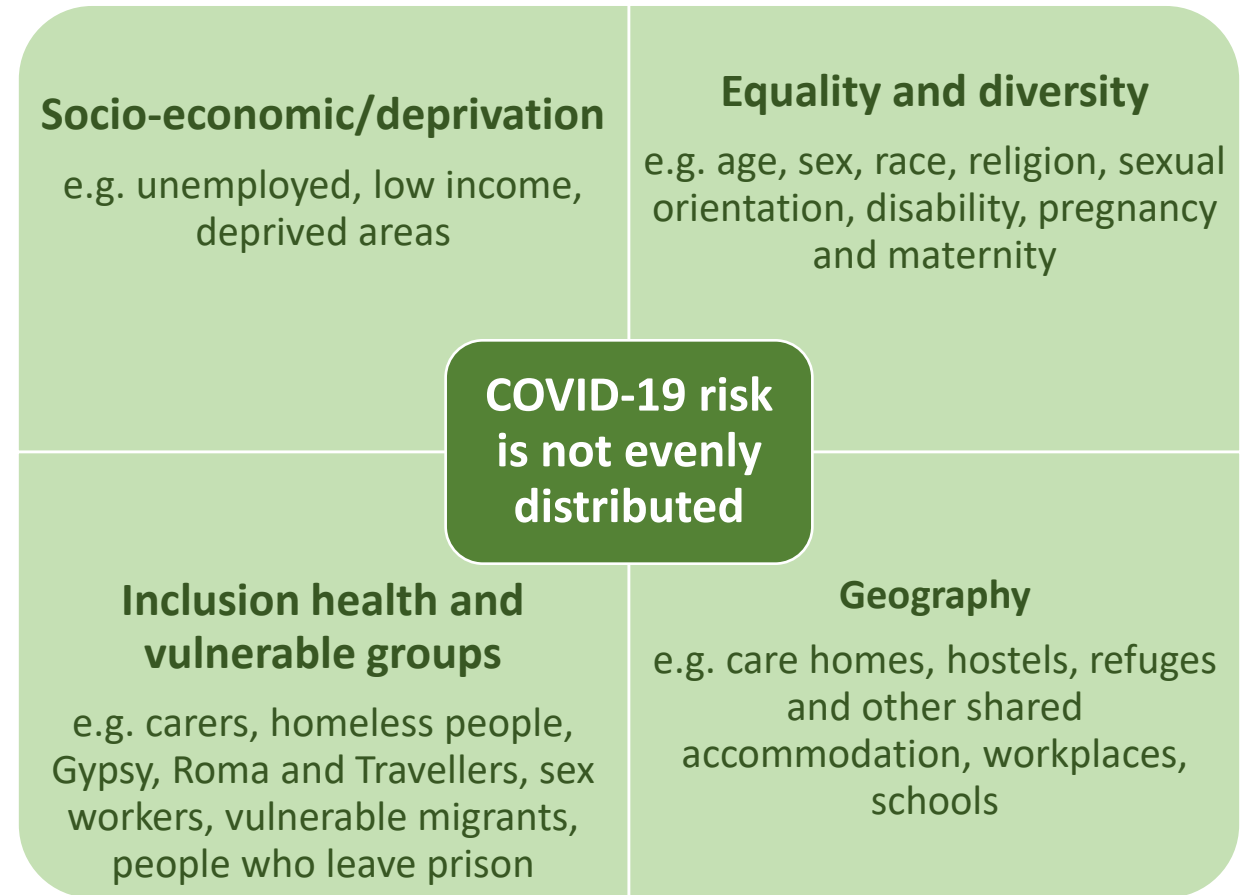 Socio-economic/deprivation
e.g. unemployed, low income,
deprived areas
Equality and diversity
e.g. age, sex, race, religion, sexual
orientation, disability, pregnancy
and maternity
COVID-19 risk
is not evenly
distributed
Inclusion health and
vulnerable groups
e.g. carers, homeless people,
Gypsy, Roma and Travellers, sex
workers, vulnerable migrants,
people who leave prison
Geography
e.g. care homes, hostels, refuges
and other shared
accommodation, workplaces,
schools